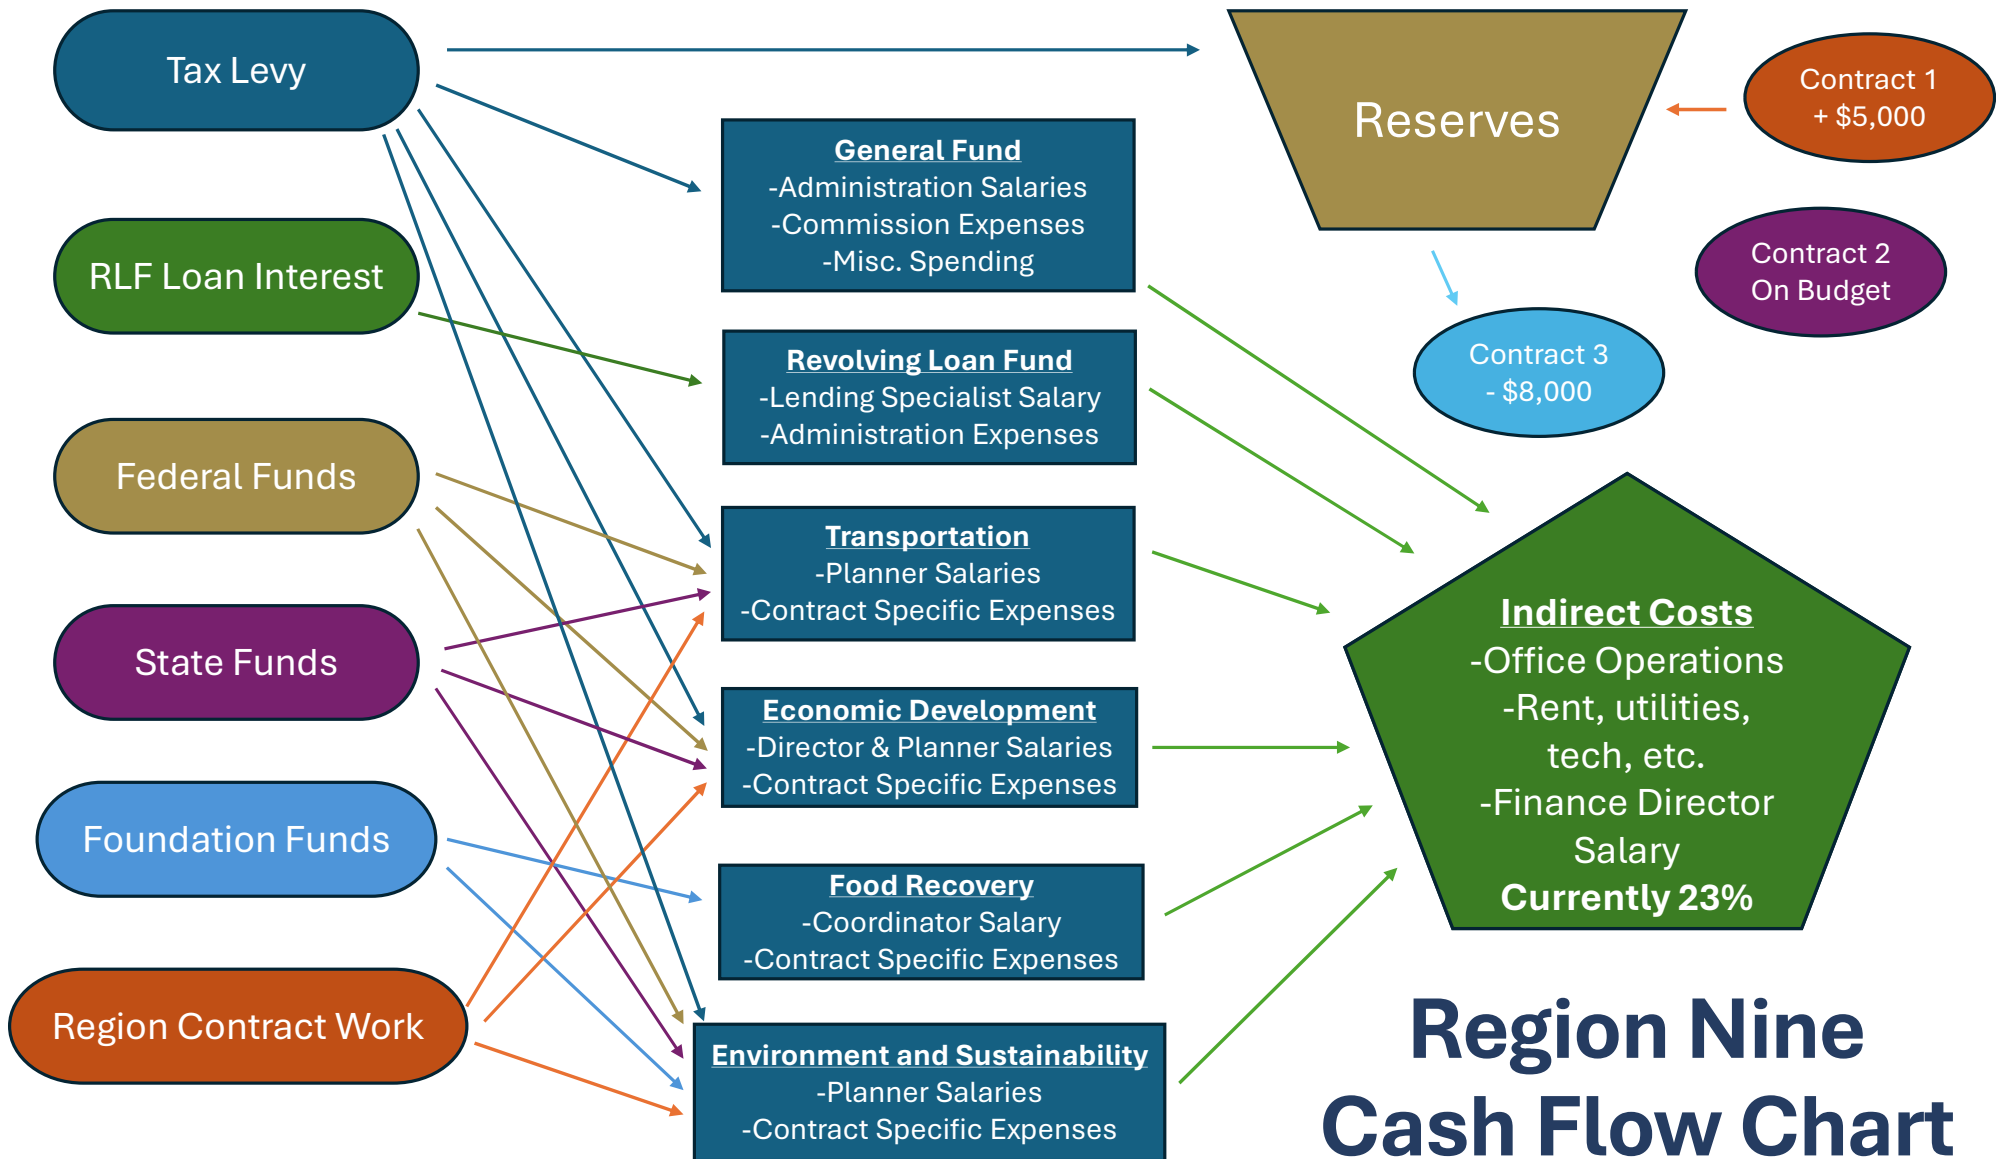 Tax Levy
RLF Loan Interest
Federal Funds
State Funds
Foundation Funds
Region Contract Work
General Fund
-Administration Salaries
-Commission Expenses
-Misc. Spending
Revolving Loan Fund
-Lending Specialist Salary
-Administration Expenses
Transportation
-Planner Salaries
-Contract Specific Expenses
Economic Development
-Director & Planner Salaries
-Contract Specific Expenses
Food Recovery
-Coordinator Salary
-Contract Specific Expenses
Environment and Sustainability
-Planner Salaries
-Contract Specific Expenses
Reserves
Contract 1
+ $5,000
Contract 2
On Budget
Contract 3
- $8,000
Indirect Costs
-Office Operations
-Rent, utilities,
tech, etc.
-Finance Director
Salary
Currently 23%
Region Nine
Cash Flow Chart